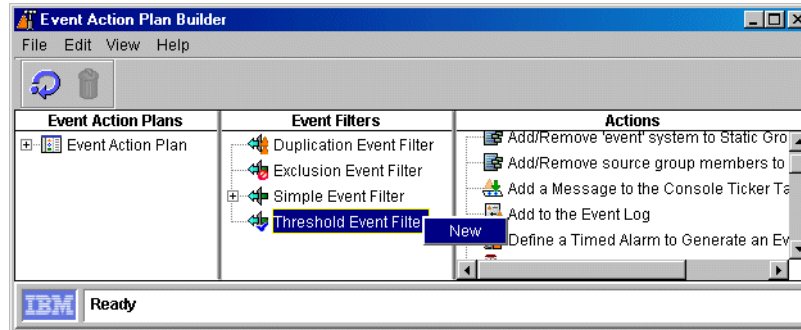 Event Action Plan Builder
File Edit View Help
Event Action Plans
Event Action Plan
Event Filters
Duplication Event Filter
Exclusion Event Filter
Simple Event Filter
Threshold Event Filte
New
Actions
Add/Remove 'event' system to Static Gro
Add/Remove source group members to
Add a Message to the Console Ticker Ta
Add to the Event Log
Define a Timed Alarm to Generate an Ev
IBM Ready